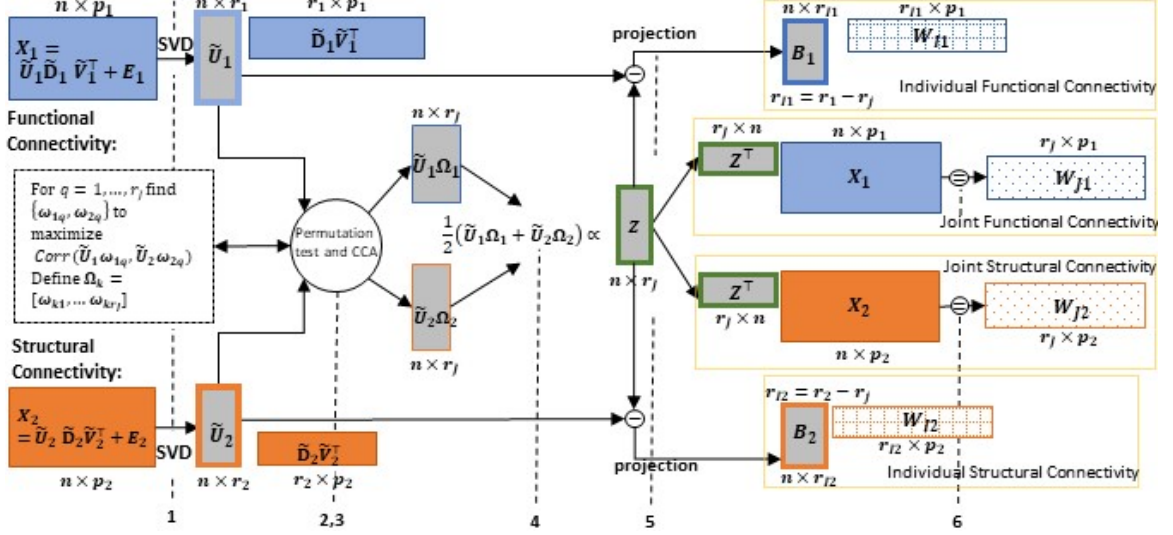 n × p₁
X₁ =
Ũ₁D̃₁ Ṽ₁ᵀ + E₁
SVD
n × r₁
Ũ₁
r₁ × p₁
D̃₁Ṽ₁ᵀ
Functional
Connectivity:
For q = 1, ..., r_J find
{ω₁q, ω₂q} to
maximize
Corr(Ũ₁ω₁q, Ũ₂ω₂q)
Define Ωₖ =
[ωₖ₁, ... ωₖr_J]
Permutation
test and CCA
n × r_J
Ũ₁Ω₁
Ũ₂Ω₂
n × r_J
½(Ũ₁Ω₁ + Ũ₂Ω₂) ∝
Z
n × r_J
Structural
Connectivity:
X₂
= Ũ₂ D̃₂Ṽ₂ᵀ + E₂
n × p₂
SVD
Ũ₂
n × r₂
D̃₂Ṽ₂ᵀ
r₂ × p₂
projection
−
n × r_I1
B₁
r_I1 = r₁ − r_J
r_I1 × p₁
W_I1
Individual Functional Connectivity
r_J × n
Zᵀ
n × p₁
X₁
=
r_J × p₁
W_J1
Joint Functional Connectivity
Joint Structural Connectivity
Zᵀ
r_J × n
X₂
n × p₂
=
W_J2
r_J × p₂
−
projection
r_I2 = r₂ − r_J
B₂
n × r_I2
W_I2
r_I2 × p₂
Individual Structural Connectivity
1
2,3
4
5
6